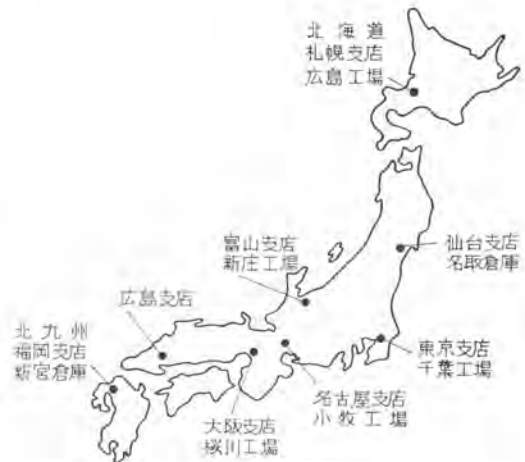 北海道
札幌支店
広島工場
仙台支店
名取倉庫
富山支店
新庄工場
広島支店
北九州
福岡支店
新宮倉庫
東京支店
千葉工場
名古屋支店
小牧工場
大阪支店
桜川工場